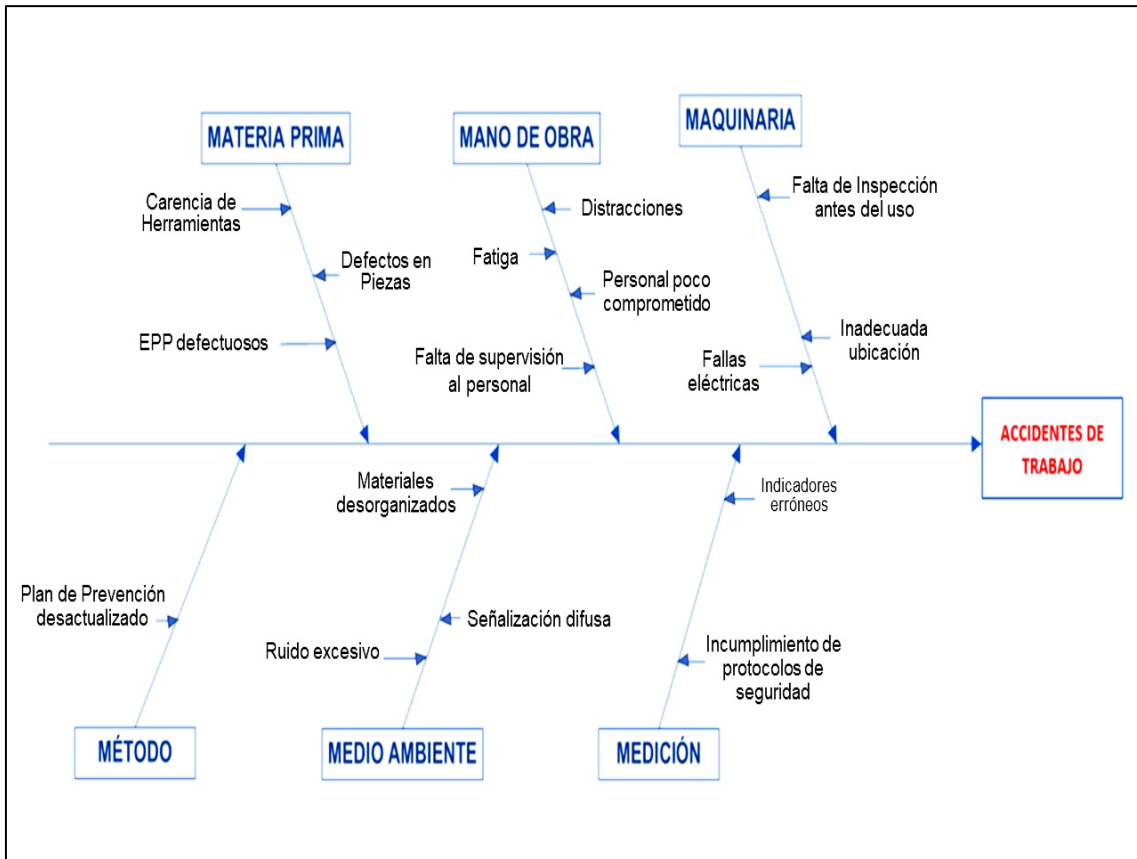 MATERIA PRIMA
MANO DE OBRA
MAQUINARIA
Carencia de
Herramientas
Defectos en
Piezas
EPP defectuosos
Distracciones
Fatiga
Personal poco
comprometido
Falta de supervisión
al personal
Falta de Inspección
antes del uso
Inadecuada
ubicación
Fallas
eléctricas
ACCIDENTES DE
TRABAJO
Plan de Prevención
desactualizado
Materiales
desorganizados
Señalización difusa
Ruido excesivo
Indicadores
erróneos
Incumplimiento de
protocolos de
seguridad
MÉTODO
MEDIO AMBIENTE
MEDICIÓN